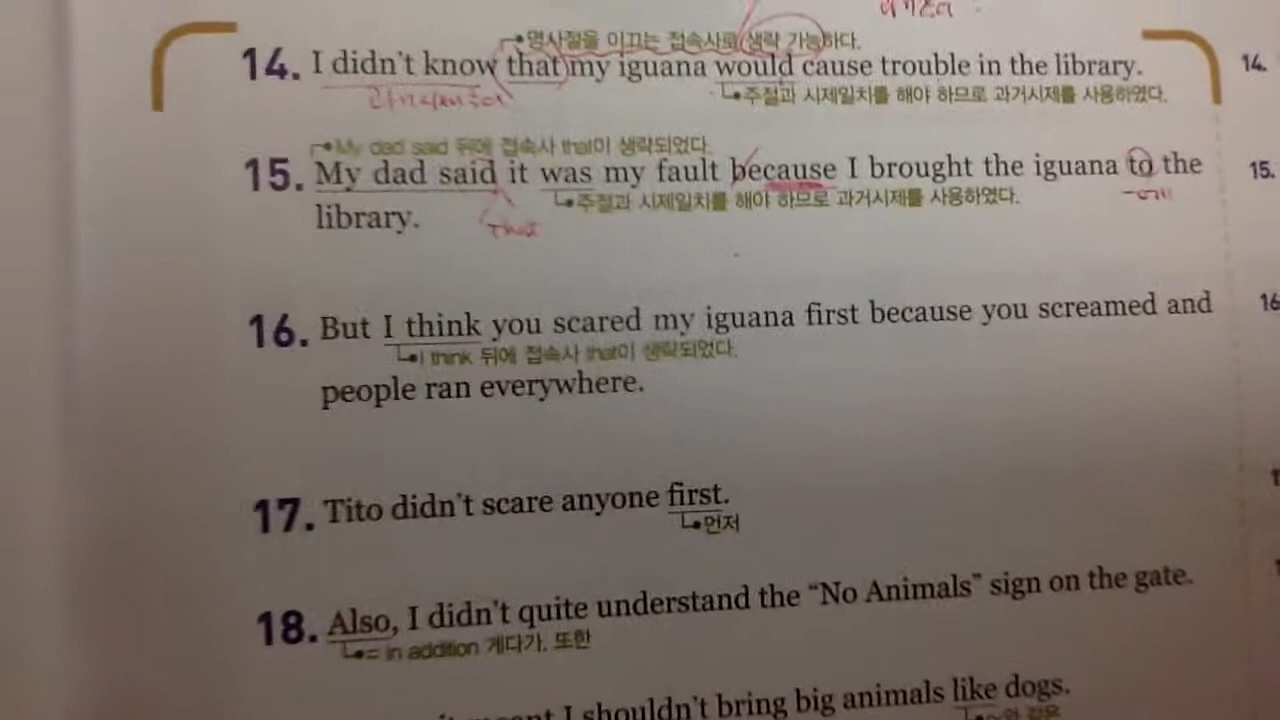 명사절을 이끄는 접속사로 생략 가능하다.
14. I didn't know that my iguana would cause trouble in the library.
14.
주절과 시제일치를 해야 하므로 과거시제를 사용하였다.
My dad said 뒤에 접속사 that이 생략되었다.
15. My dad said it was my fault because I brought the iguana to the
15.
주절과 시제일치를 해야 하므로 과거시제를 사용하였다.
~에
library.
that
16. But I think you scared my iguana first because you screamed and
16
I think 뒤에 접속사 that이 생략되었다.
people ran everywhere.
17. Tito didn't scare anyone first.
먼저
18. Also, I didn't quite understand the “No Animals” sign on the gate.
= in addition 게다가, 또한
I shouldn't bring big animals like dogs.